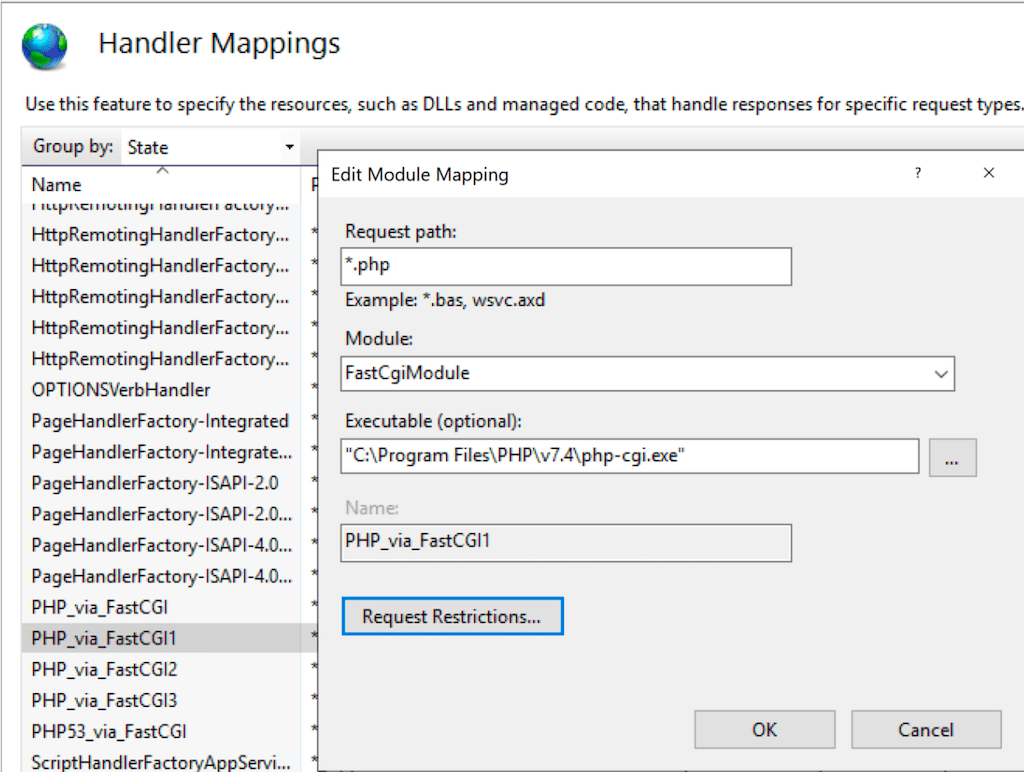 Handler Mappings
Use this feature to specify the resources, such as DLLs and managed code, that handle responses for specific request types.
Group by: State
Name
HttpRemotingHandlerFactory...
HttpRemotingHandlerFactory...
HttpRemotingHandlerFactory...
HttpRemotingHandlerFactory...
HttpRemotingHandlerFactory...
HttpRemotingHandlerFactory...
OPTIONSVerbHandler
PageHandlerFactory-Integrated
PageHandlerFactory-Integrate...
PageHandlerFactory-ISAPI-2.0
PageHandlerFactory-ISAPI-2.0...
PageHandlerFactory-ISAPI-4.0...
PageHandlerFactory-ISAPI-4.0...
PHP_via_FastCGI
PHP_via_FastCGI1
PHP_via_FastCGI2
PHP_via_FastCGI3
PHP53_via_FastCGI
ScriptHandlerFactoryAppServi...
Edit Module Mapping
?
Request path:
*.php
Example: *.bas, wsvc.axd
Module:
FastCgiModule
Executable (optional):
"C:\Program Files\PHP\v7.4\php-cgi.exe"
...
Name:
PHP_via_FastCGI1
Request Restrictions...
OK
Cancel